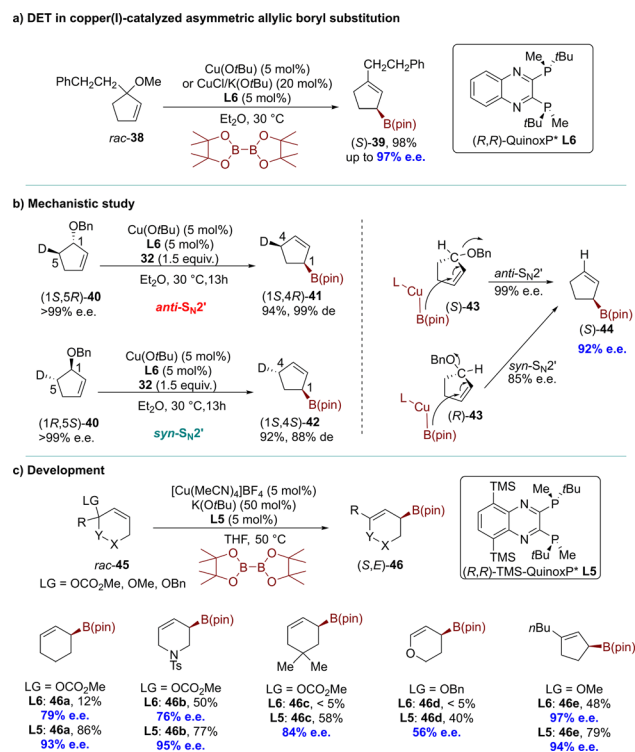 a) DET in copper(I)-catalyzed asymmetric allylic boryl substitution
PhCH2CH2 OMe
rac-38
Cu(OtBu) (5 mol%)
or CuCl/K(OtBu) (20 mol%)
L6 (5 mol%)
Et2O, 30 °C
O O
B–B
O O
CH2CH2Ph
B(pin)
(S)-39, 98%
up to 97% e.e.
Me tBu
N P
N P
tBu Me
(R,R)-QuinoxP* L6
b) Mechanistic study
OBn
D 1
5
(1S,5R)-40
>99% e.e.
Cu(OtBu) (5 mol%)
L6 (5 mol%)
32 (1.5 equiv.)
Et2O, 30 °C,13h
anti-SN2'
D 4
1
B(pin)
(1S,4R)-41
94%, 99% de
OBn
D 1
5
(1R,5S)-40
>99% e.e.
Cu(OtBu) (5 mol%)
L6 (5 mol%)
32 (1.5 equiv.)
Et2O, 30 °C,13h
syn-SN2'
D 4
1
B(pin)
(1S,4S)-42
92%, 88% de
H OBn
L Cu
B(pin)
(S)-43
anti-SN2'
99% e.e.
H
B(pin)
(S)-44
92% e.e.
BnO H
L Cu
B(pin)
(R)-43
syn-SN2'
85% e.e.
c) Development
LG
R
Y X
rac-45
LG = OCO2Me, OMe, OBn
[Cu(MeCN)4]BF4 (5 mol%)
K(OtBu) (50 mol%)
L5 (5 mol%)
THF, 50 °C
O O
B–B
O O
R B(pin)
Y X
(S,E)-46
TMS Me tBu
N P
N P
TMS tBu Me
(R,R)-TMS-QuinoxP* L5
B(pin)
LG = OCO2Me
L6: 46a, 12%
79% e.e.
L5: 46a, 86%
93% e.e.
B(pin)
N
Ts
LG = OCO2Me
L6: 46b, 50%
76% e.e.
L5: 46b, 77%
95% e.e.
B(pin)
Me Me
LG = OCO2Me
L6: 46c, < 5%
L5: 46c, 58%
84% e.e.
B(pin)
O
LG = OBn
L6: 46d, < 5%
L5: 46d, 40%
56% e.e.
nBu
B(pin)
LG = OMe
L6: 46e, 48%
97% e.e.
L5: 46e, 79%
94% e.e.